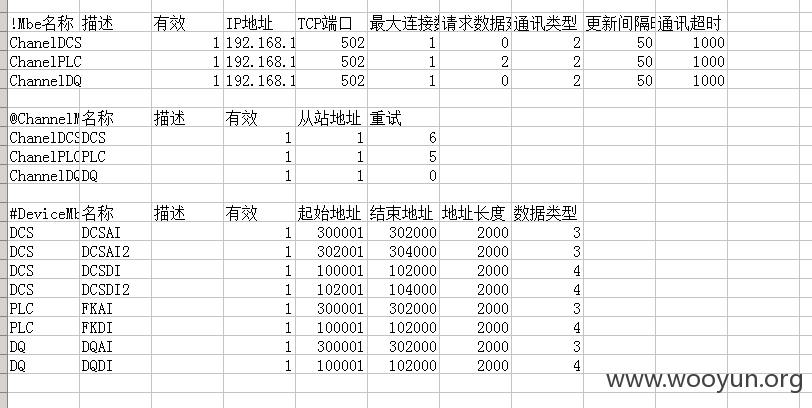 !Mbe名称 描述 有效 IP地址 TCP端口 最大连接数 请求数据 通讯类型 更新间隔 通讯超时
ChanelDCS 1 192.168.1 502 1 0 2 50 1000
ChanelPLC 1 192.168.1 502 1 2 2 50 1000
ChanelDQ 1 192.168.1 502 1 0 2 50 1000
@ChannelM 名称 描述 有效 从站地址 重试
ChanelDCS DCS 1 1 6
ChanelPLC PLC 1 1 5
ChannelDQ DQ 1 1 0
#DeviceMb 名称 描述 有效 起始地址 结束地址 地址长度 数据类型
DCS DCSAI 1 300001 302000 2000 3
DCS DCSAI2 1 302001 304000 2000 3
DCS DCSDI 1 100001 102000 2000 4
DCS DCSDI2 1 102001 104000 2000 4
PLC FKAI 1 300001 302000 2000 3
PLC FKDI 1 100001 102000 2000 4
DQ DQAI 1 300001 302000 2000 3
DQ DQDI 1 100001 102000 2000 4
www.wooyun.org